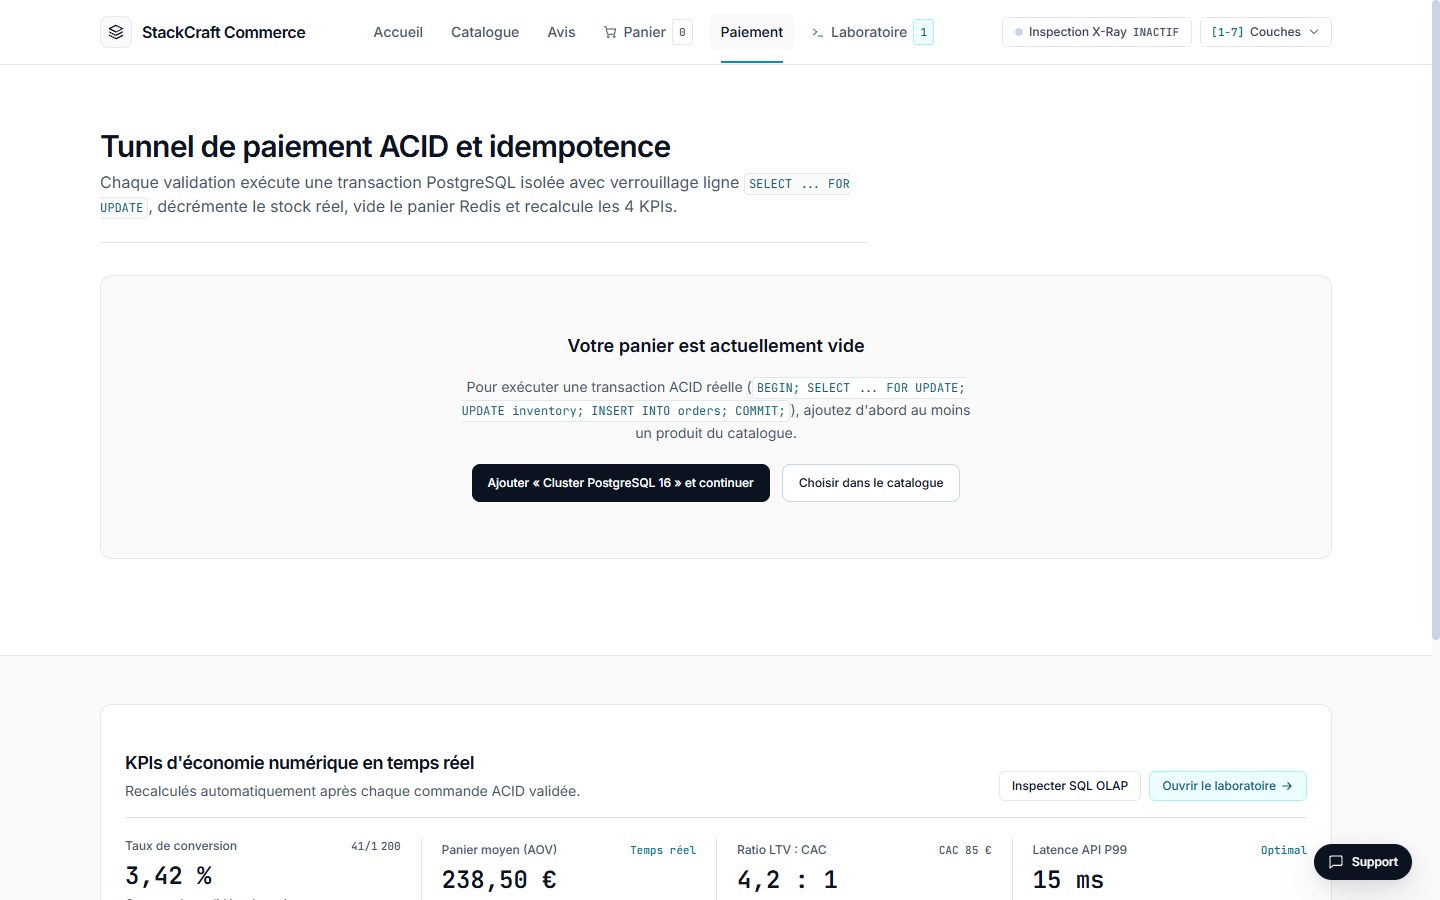 StackCraft Commerce
Accueil
Catalogue
Avis
Panier 0
Paiement
>_ Laboratoire 1
Inspection X-Ray INACTIF
[1-7] Couches
Tunnel de paiement ACID et idempotence
Chaque validation exécute une transaction PostgreSQL isolée avec verrouillage ligne SELECT ... FOR
UPDATE, décrémente le stock réel, vide le panier Redis et recalcule les 4 KPIs.
Votre panier est actuellement vide
Pour exécuter une transaction ACID réelle (BEGIN; SELECT ... FOR UPDATE;
UPDATE inventory; INSERT INTO orders; COMMIT;), ajoutez d'abord au moins
un produit du catalogue.
Ajouter « Cluster PostgreSQL 16 » et continuer
Choisir dans le catalogue
KPIs d'économie numérique en temps réel
Recalculés automatiquement après chaque commande ACID validée.
Inspecter SQL OLAP
Ouvrir le laboratoire →
Taux de conversion 41/1 200
3,42 %
Panier moyen (AOV) Temps réel
238,50 €
Ratio LTV : CAC CAC 85 €
4,2 : 1
Latence API P99 Optimal
15 ms
Support